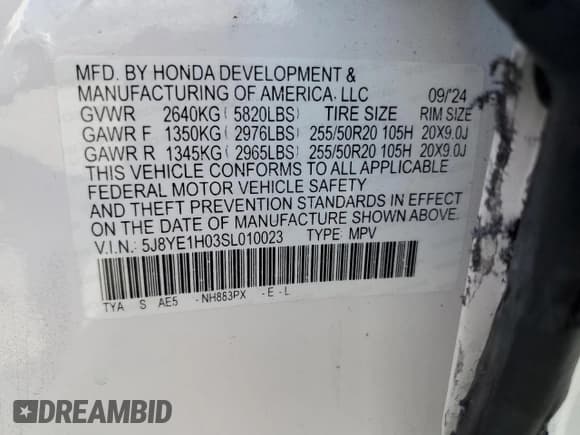 MFD. BY HONDA DEVELOPMENT &
MANUFACTURING OF AMERICA, LLC 09/'24
GVWR 2640KG ( 5820LBS) TIRE SIZE RIM SIZE
GAWR F 1350KG ( 2976LBS) 255/50R20 105H 20X9.0J
GAWR R 1345KG ( 2965LBS) 255/50R20 105H 20X9.0J
THIS VEHICLE CONFORMS TO ALL APPLICABLE
FEDERAL MOTOR VEHICLE SAFETY
AND THEFT PREVENTION STANDARDS IN EFFECT
ON THE DATE OF MANUFACTURE SHOWN ABOVE.
V.I.N.: 5J8YE1H03SL010023 TYPE: MPV
TYA S AE5 - NH883PX - E - L
DREAMBID